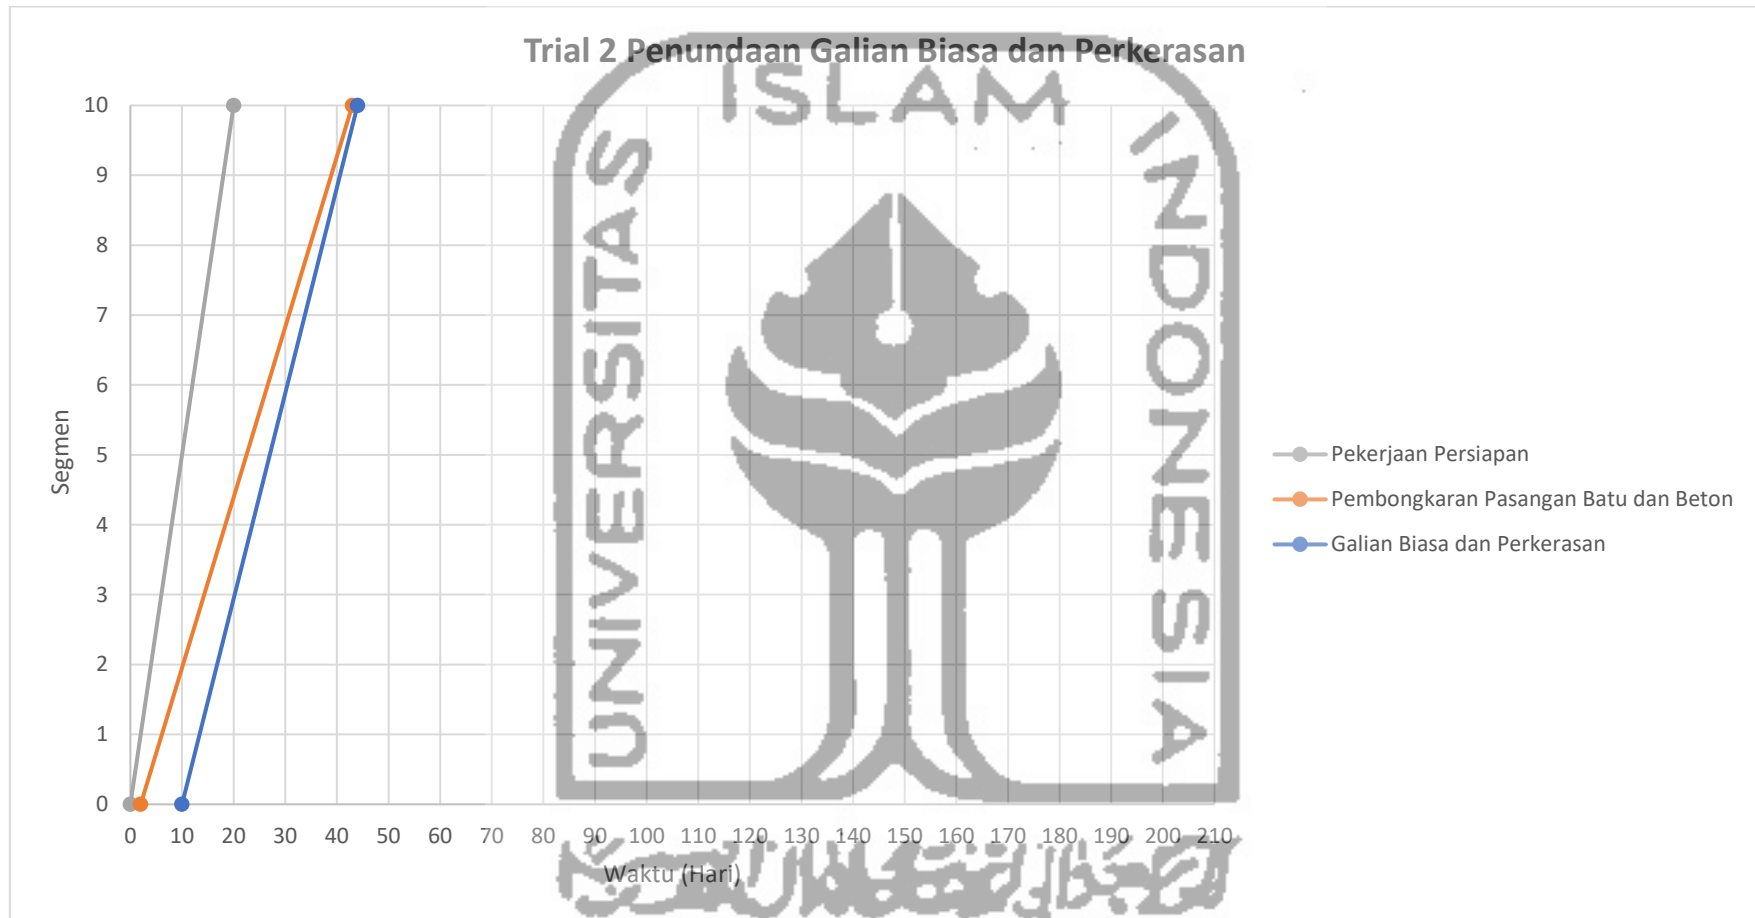 Trial 2 Penundaan Galian Biasa dan Perkerasan
ISLAM
UNIVERSITAS
INDONESIA
10
9
8
7
6
5
4
3
2
1
0
Segmen
0 10 20 30 40 50 60 70 80 90 100 110 120 130 140 150 160 170 180 190 200 210
Waktu (Hari)
Pekerjaan Persiapan
Pembongkaran Pasangan Batu dan Beton
Galian Biasa dan Perkerasan